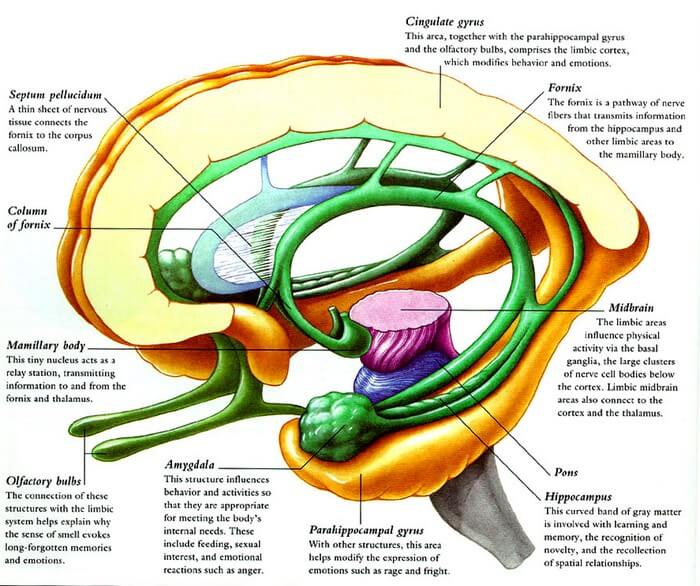 Cingulate gyrus
This area, together with the parahippocampal gyrus
and the olfactory bulbs, comprises the limbic cortex,
which modifies behavior and emotions.
Septum pellucidum
A thin sheet of nervous
tissue connects the
fornix to the corpus
callosum.
Fornix
The fornix is a pathway of nerve
fibers that transmits information
from the hippocampus and
other limbic areas to
the mamillary body.
Column
of fornix
Midbrain
The limbic areas
influence physical
activity via the basal
ganglia, the large clusters
of nerve cell bodies below
the cortex. Limbic midbrain
areas also connect to the
cortex and the thalamus.
Mamillary body
This tiny nucleus acts as a
relay station, transmitting
information to and from the
fornix and thalamus.
Olfactory bulbs
The connection of these
structures with the limbic
system helps explain why
the sense of smell evokes
long-forgotten memories
and emotions.
Amygdala
This structure influences
behavior and activities so
that they are appropriate
for meeting the body's
internal needs. These
include feeding, sexual
interest, and emotional
reactions such as anger.
Parahippocampal gyrus
With other structures, this area
helps modify the expression of
emotions such as rage and fright.
Pons
Hippocampus
This curved band of gray matter
is involved with learning and
memory, the recognition of
novelty, and the recollection
of spatial relationships.